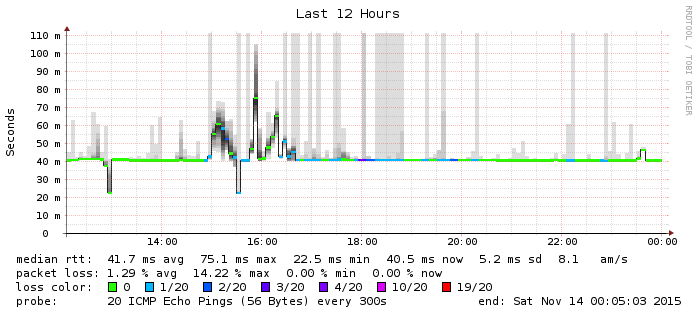 Last 12 Hours
RRDTOOL / TOBI OETIKER
Seconds
110 m
100 m
90 m
80 m
70 m
60 m
50 m
40 m
30 m
20 m
10 m
0
14:00 16:00 18:00 20:00 22:00 00:00
median rtt: 41.7 ms avg 75.1 ms max 22.5 ms min 40.5 ms now 5.2 ms sd 8.1 am/s
packet loss: 1.29 % avg 14.22 % max 0.00 % min 0.00 % now
loss color: 0 1/20 2/20 3/20 4/20 10/20 19/20
probe: 20 ICMP Echo Pings (56 Bytes) every 300s end: Sat Nov 14 00:05:03 2015